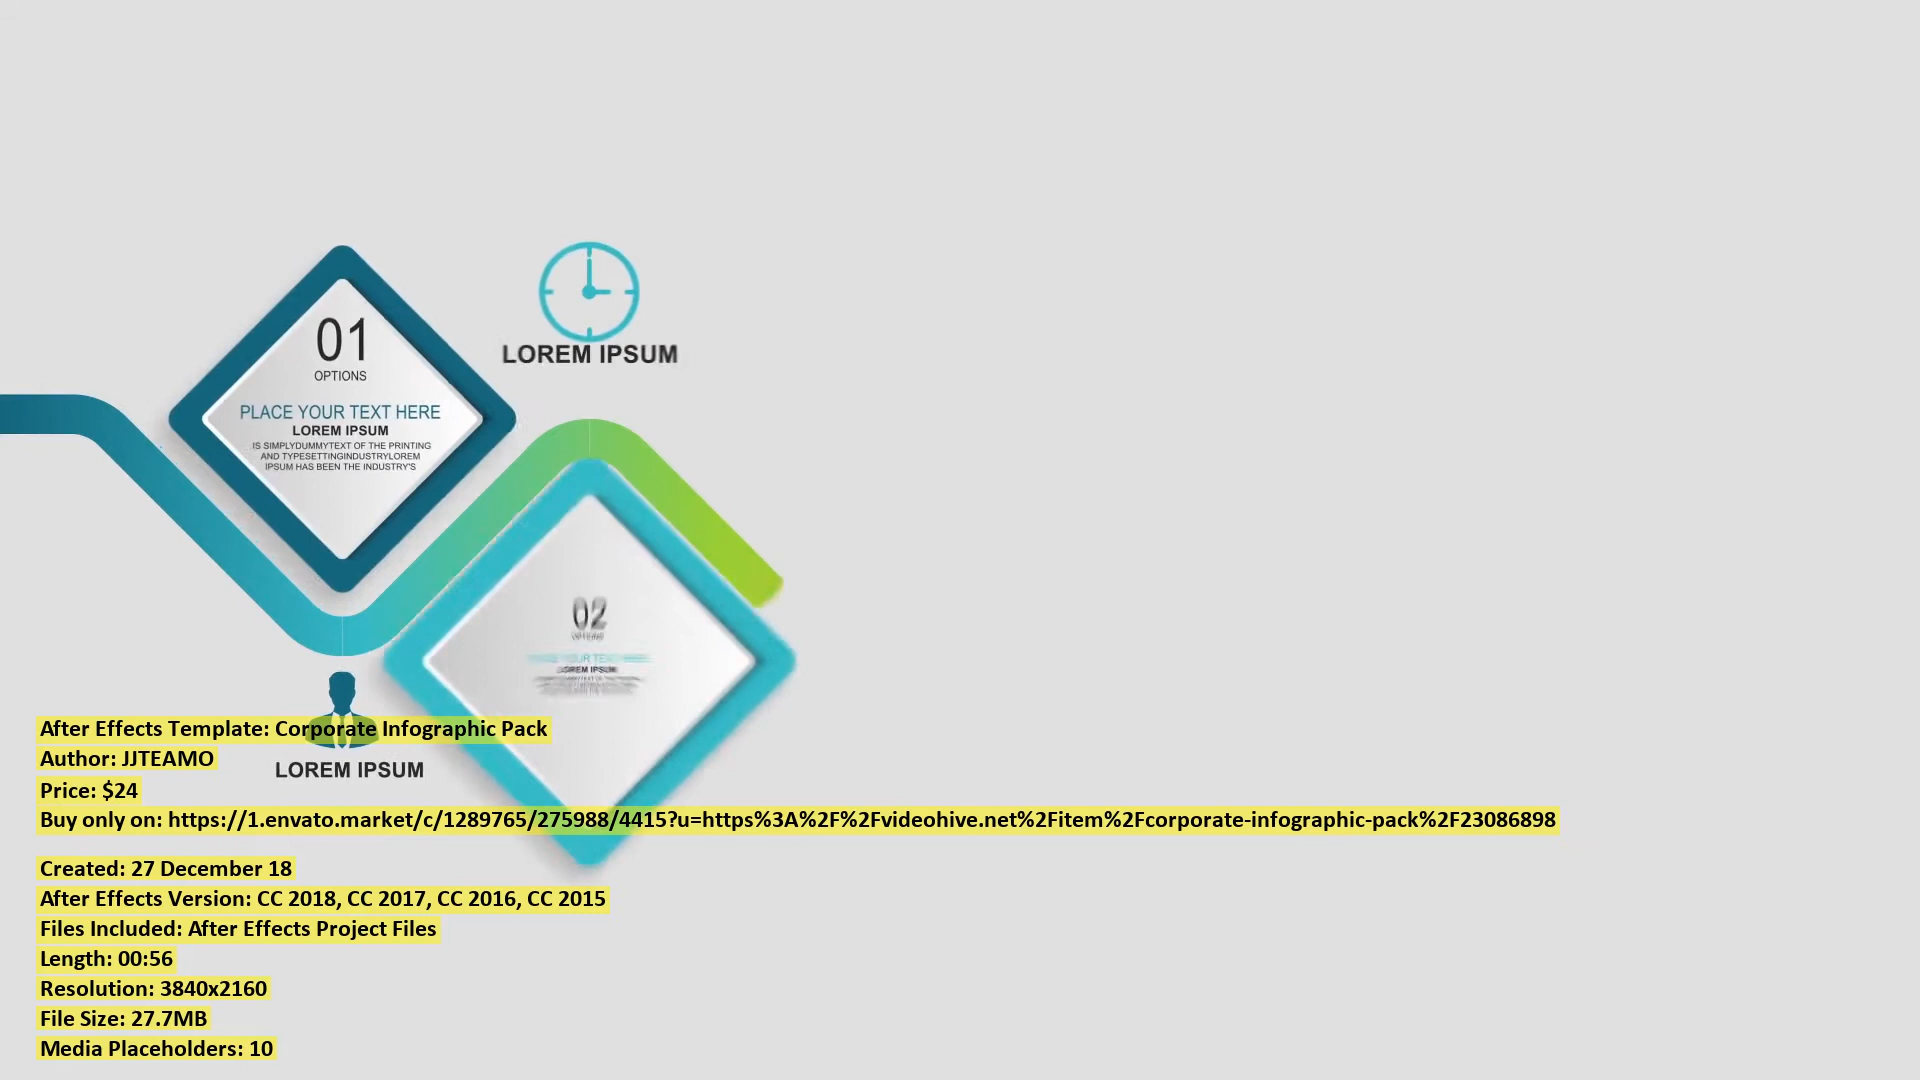 01
OPTIONS
PLACE YOUR TEXT HERE
LOREM IPSUM
IS SIMPLYDUMMYTEXT OF THE PRINTING
AND TYPESETTINGINDUSTRYLOREM
IPSUM HAS BEEN THE INDUSTRY'S
LOREM IPSUM
02
OPTIONS
LOREM IPSUM
After Effects Template: Corporate Infographic Pack
Author: JJTEAMO
LOREM IPSUM
Price: $24
Buy only on: https://1.envato.market/c/1289765/275988/4415?u=https%3A%2F%2Fvideohive.net%2Fitem%2Fcorporate-infographic-pack%2F23086898
Created: 27 December 18
After Effects Version: CC 2018, CC 2017, CC 2016, CC 2015
Files Included: After Effects Project Files
Length: 00:56
Resolution: 3840x2160
File Size: 27.7MB
Media Placeholders: 10